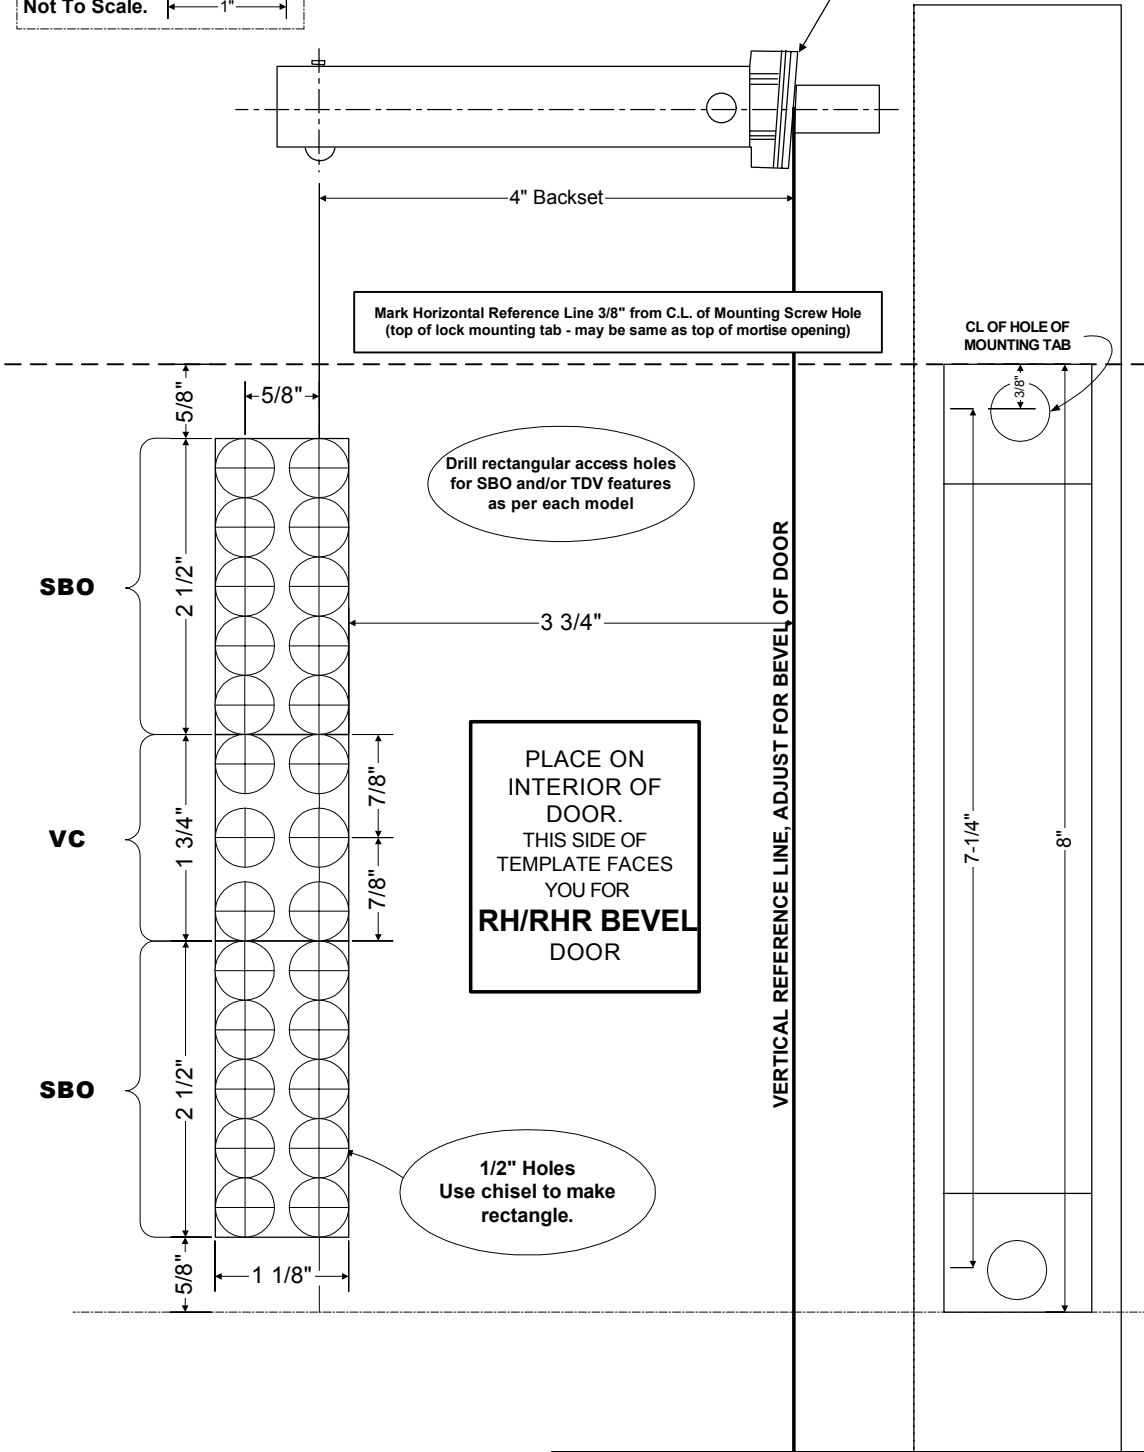 Not To Scale.
1"
4" Backset
Mark Horizontal Reference Line 3/8" from C.L. of Mounting Screw Hole
(top of lock mounting tab - may be same as top of mortise opening)
CL OF HOLE OF
MOUNTING TAB
5/8"
5/8"
3/8"
Drill rectangular access holes
for SBO and/or TDV features
as per each model
SBO
2 1/2"
3 3/4"
VERTICAL REFERENCE LINE, ADJUST FOR BEVEL OF DOOR
PLACE ON
INTERIOR OF
DOOR.
THIS SIDE OF
TEMPLATE FACES
YOU FOR
RH/RHR BEVEL
DOOR
VC
1 3/4"
7/8"
7/8"
7-1/4"
8"
SBO
2 1/2"
1/2" Holes
Use chisel to make
rectangle.
5/8"
1 1/8"